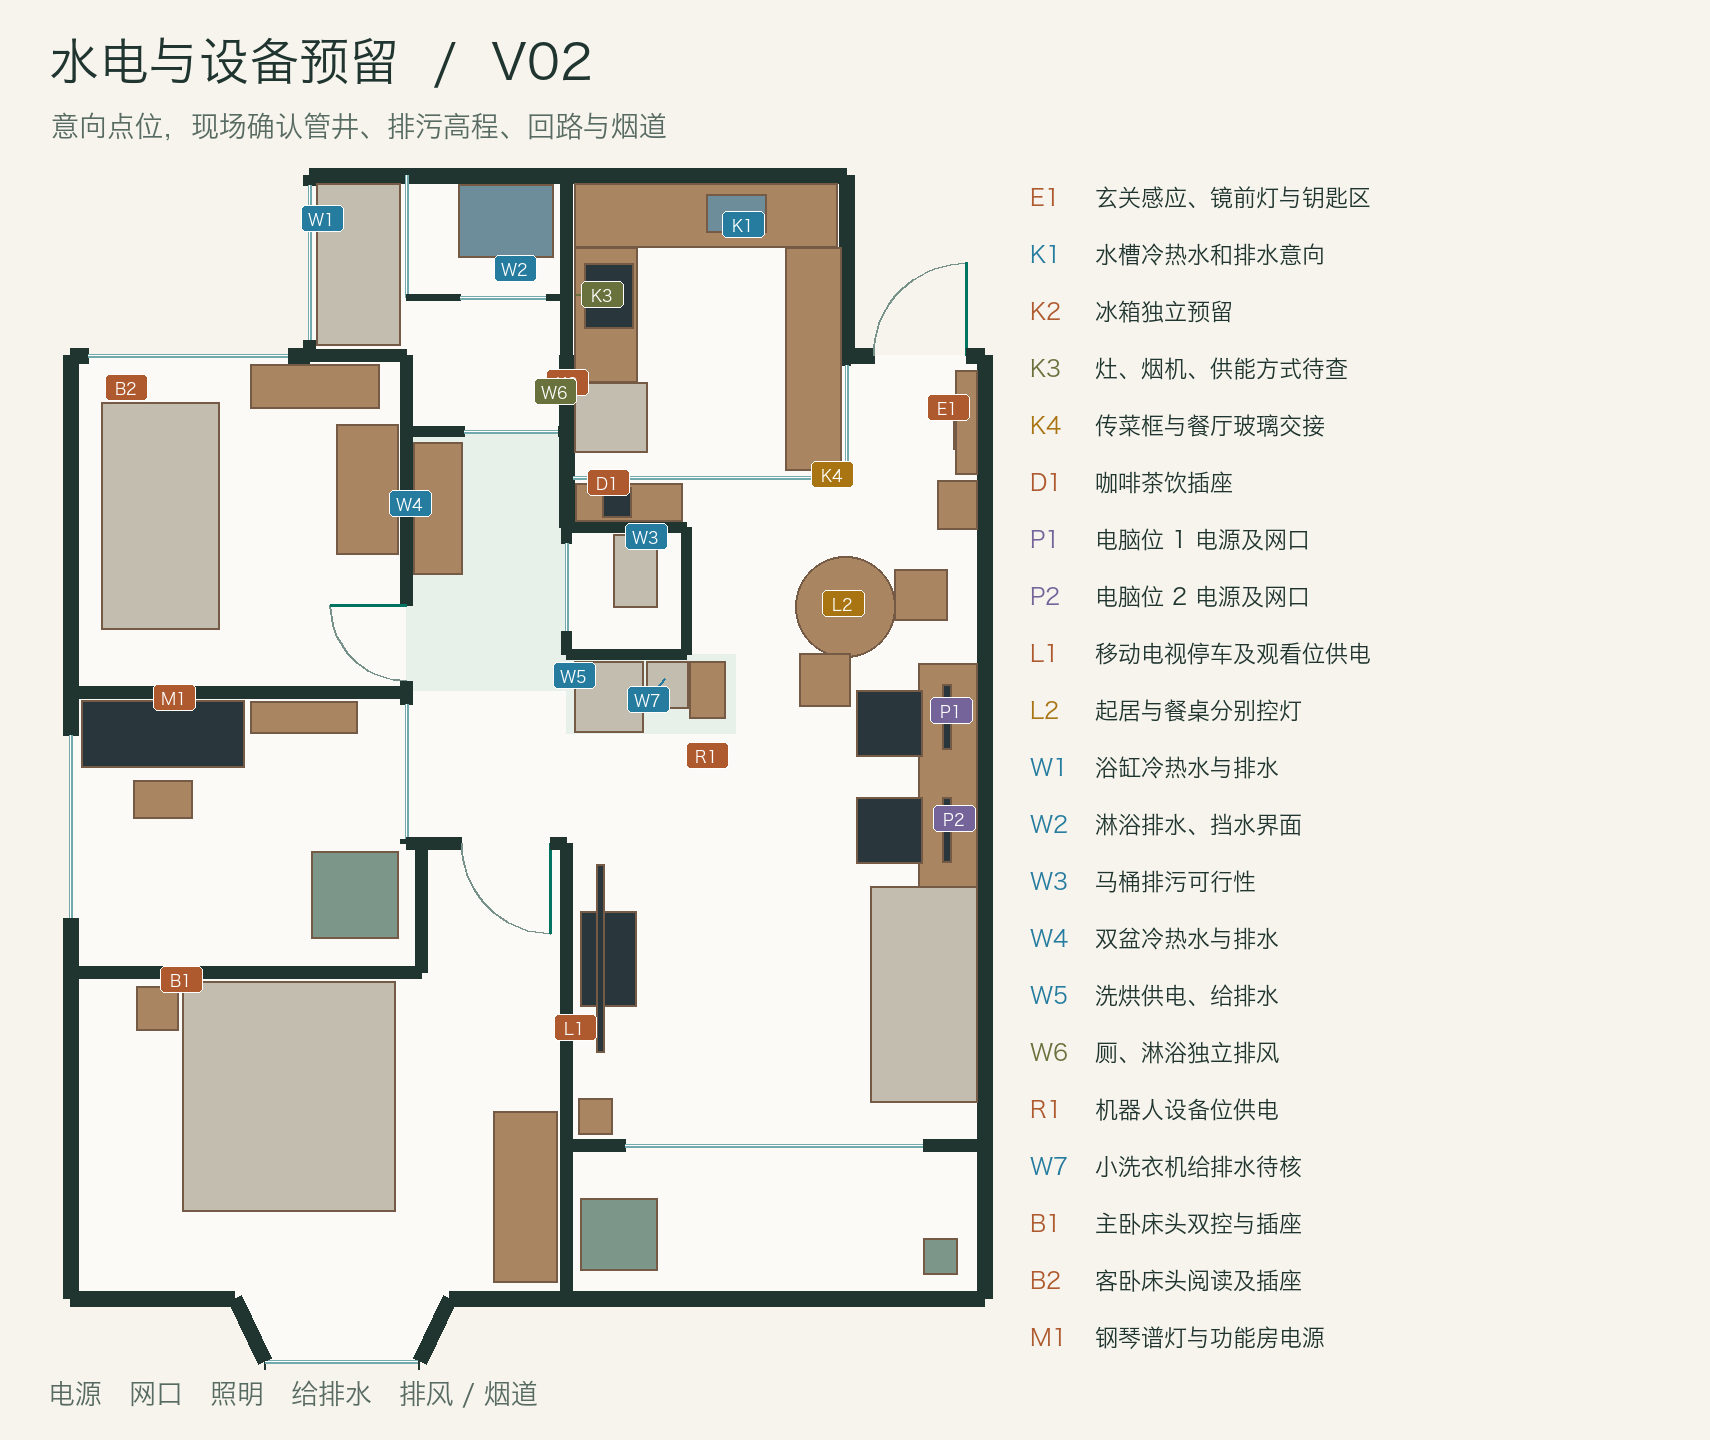 水电与设备预留 / V02
意向点位，现场确认管井、排污高程、回路与烟道
W1
W2
K1
K3
B2
W6
E1
W4
D1
K4
W3
L2
W5
W7
M1
P1
R1
P2
B1
L1
E1 玄关感应、镜前灯与钥匙区
K1 水槽冷热水和排水意向
K2 冰箱独立预留
K3 灶、烟机、供能方式待查
K4 传菜框与餐厅玻璃交接
D1 咖啡茶饮插座
P1 电脑位 1 电源及网口
P2 电脑位 2 电源及网口
L1 移动电视停车及观看位供电
L2 起居与餐桌分别控灯
W1 浴缸冷热水与排水
W2 淋浴排水、挡水界面
W3 马桶排污可行性
W4 双盆冷热水与排水
W5 洗烘供电、给排水
W6 厕、淋浴独立排风
R1 机器人设备位供电
W7 小洗衣机给排水待核
B1 主卧床头双控与插座
B2 客卧床头阅读及插座
M1 钢琴谱灯与功能房电源
电源 网口 照明 给排水 排风 / 烟道